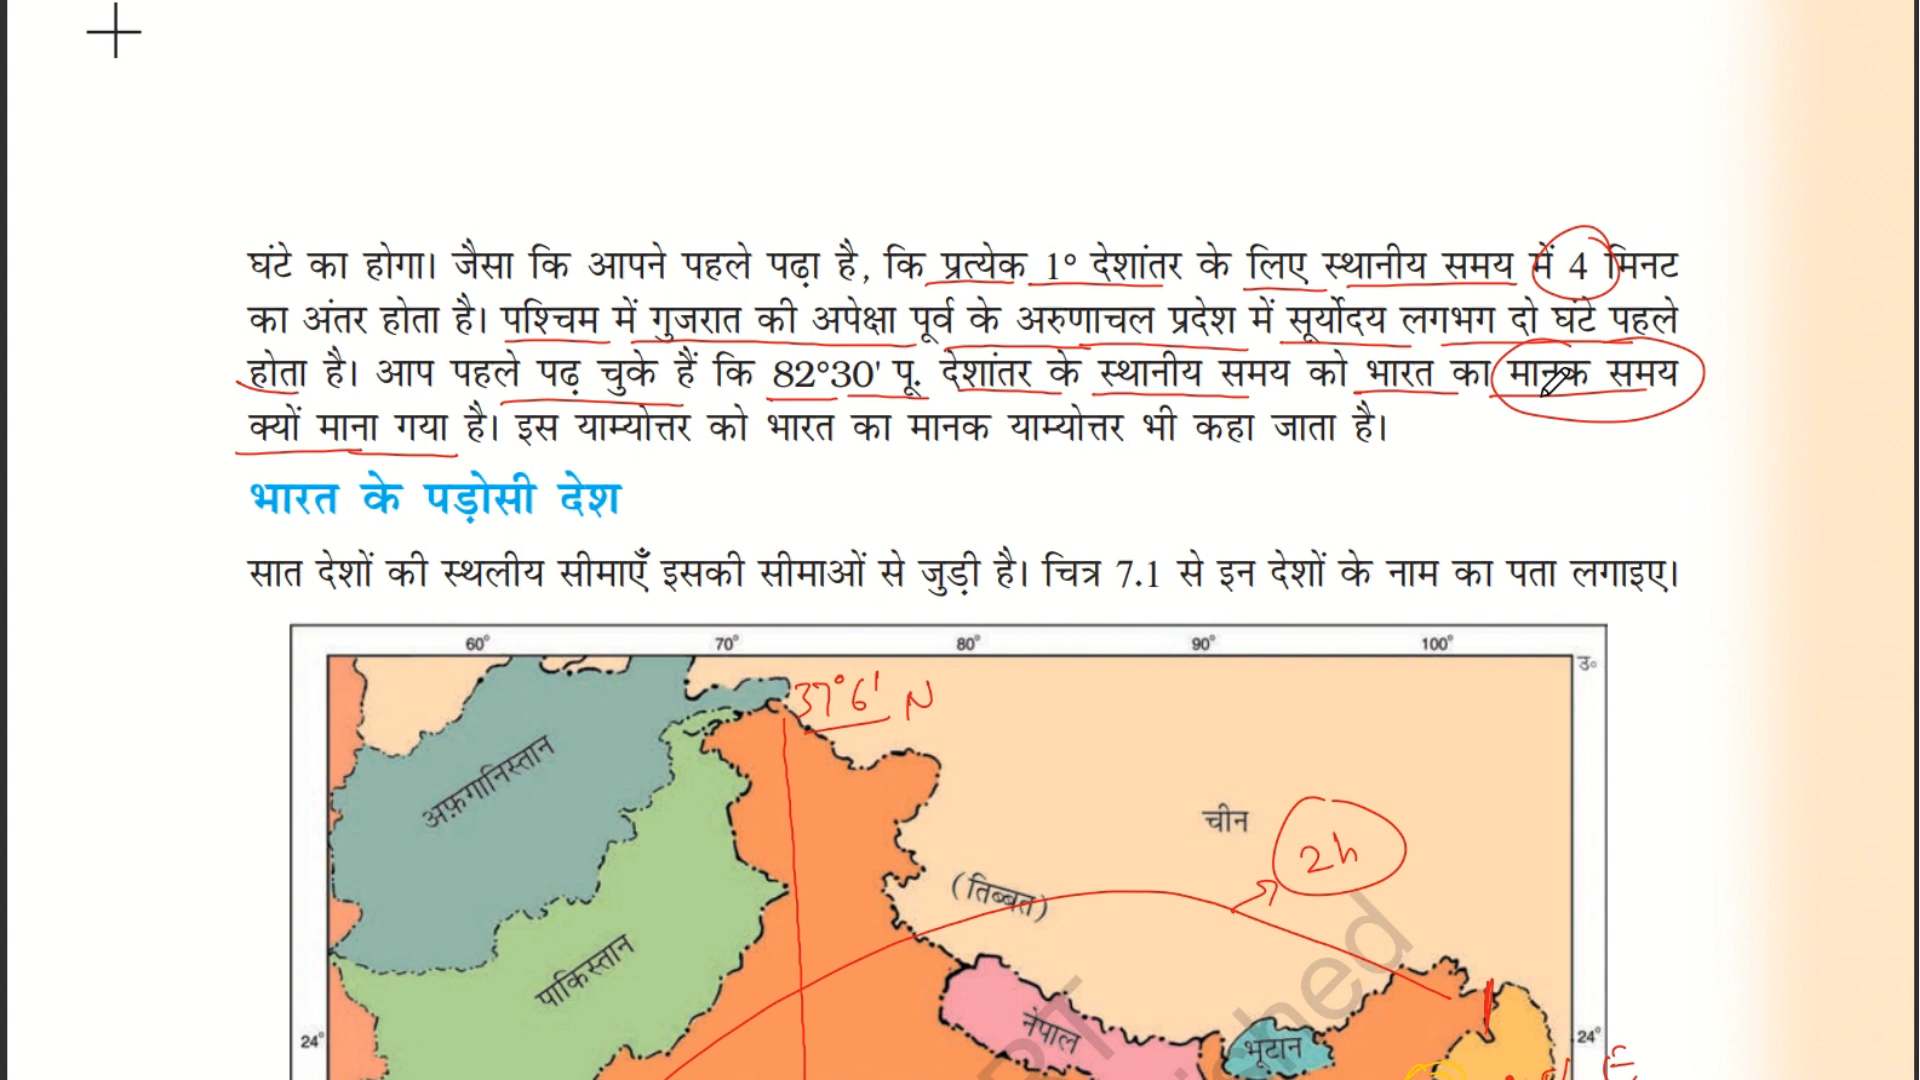 घंटे का होगा। जैसा कि आपने पहले पढ़ा है, कि प्रत्येक 1° देशांतर के लिए स्थानीय समय में 4 मिनट
का अंतर होता है। पश्चिम में गुजरात की अपेक्षा पूर्व के अरुणाचल प्रदेश में सूर्योदय लगभग दो घंटे पहले
होता है। आप पहले पढ़ चुके हैं कि 82°30' पू. देशांतर के स्थानीय समय को भारत का मानक समय
क्यों माना गया है। इस याम्योत्तर को भारत का मानक याम्योत्तर भी कहा जाता है।
भारत के पड़ोसी देश
सात देशों की स्थलीय सीमाएँ इसकी सीमाओं से जुड़ी है। चित्र 7.1 से इन देशों के नाम का पता लगाइए।
60° 70° 80° 90° 100°
उ०
37°6' N
अफ़गानिस्तान
चीन
2h
(तिब्बत)
पाकिस्तान
नेपाल
भूटान
24° 24°
E